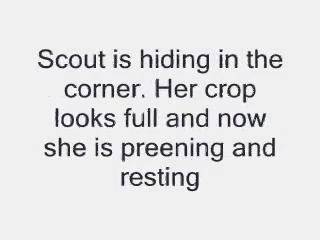 Scout is hiding in the
corner. Her crop
looks full and now
she is preening and
resting